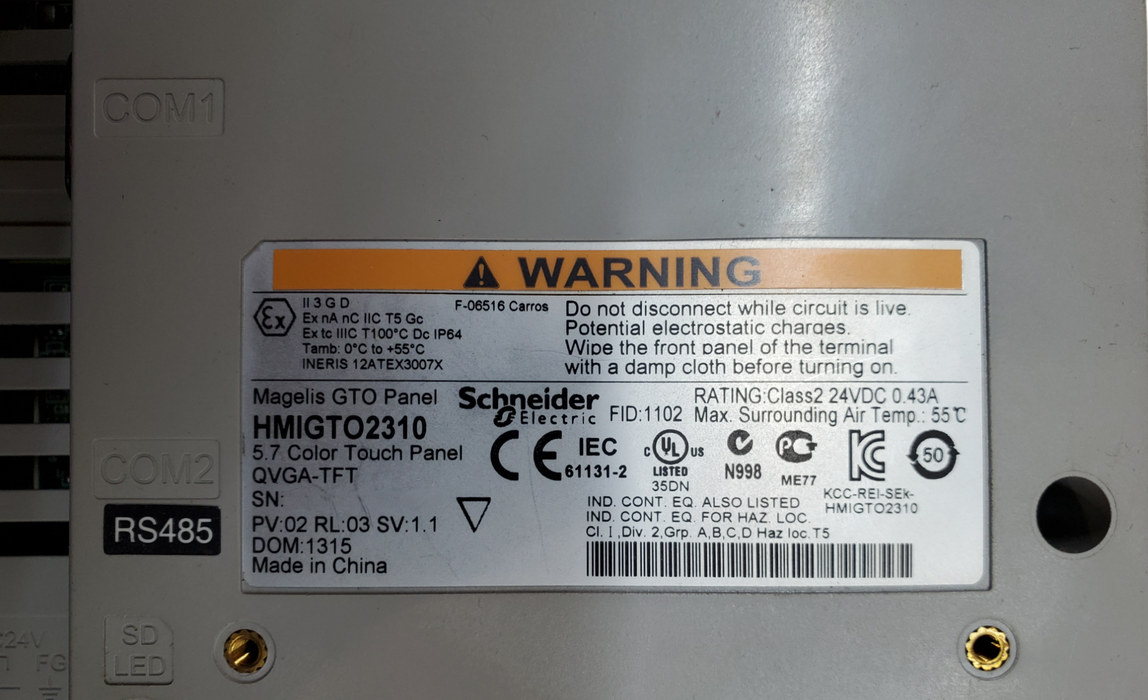 COM1
WARNING
II 3 G D
Ex nA nC IIC T5 Gc
Ex tc IIIC T100°C Dc IP64
Tamb: 0°C to +55°C
INERIS 12ATEX3007X
F-06516 Carros
Do not disconnect while circuit is live.
Potential electrostatic charges.
Wipe the front panel of the terminal
with a damp cloth before turning on.
Magelis GTO Panel
HMIGTO2310
5.7 Color Touch Panel
QVGA-TFT
SN:
PV:02 RL:03 SV:1.1
DOM:1315
Made in China
Schneider
Electric
FID:1102
RATING:Class2 24VDC 0.43A
Max. Surrounding Air Temp.: 55℃
CE
IEC
61131-2
c UL US
LISTED
35DN
N998
ME77
KCC-REI-SEk-
HMIGTO2310
50
IND. CONT. EQ. ALSO LISTED
IND. CONT. EQ. FOR HAZ. LOC.
Cl. I ,Div. 2,Grp. A,B,C,D Haz loc.T5
COM2
RS485
SD
LED
24V
FG